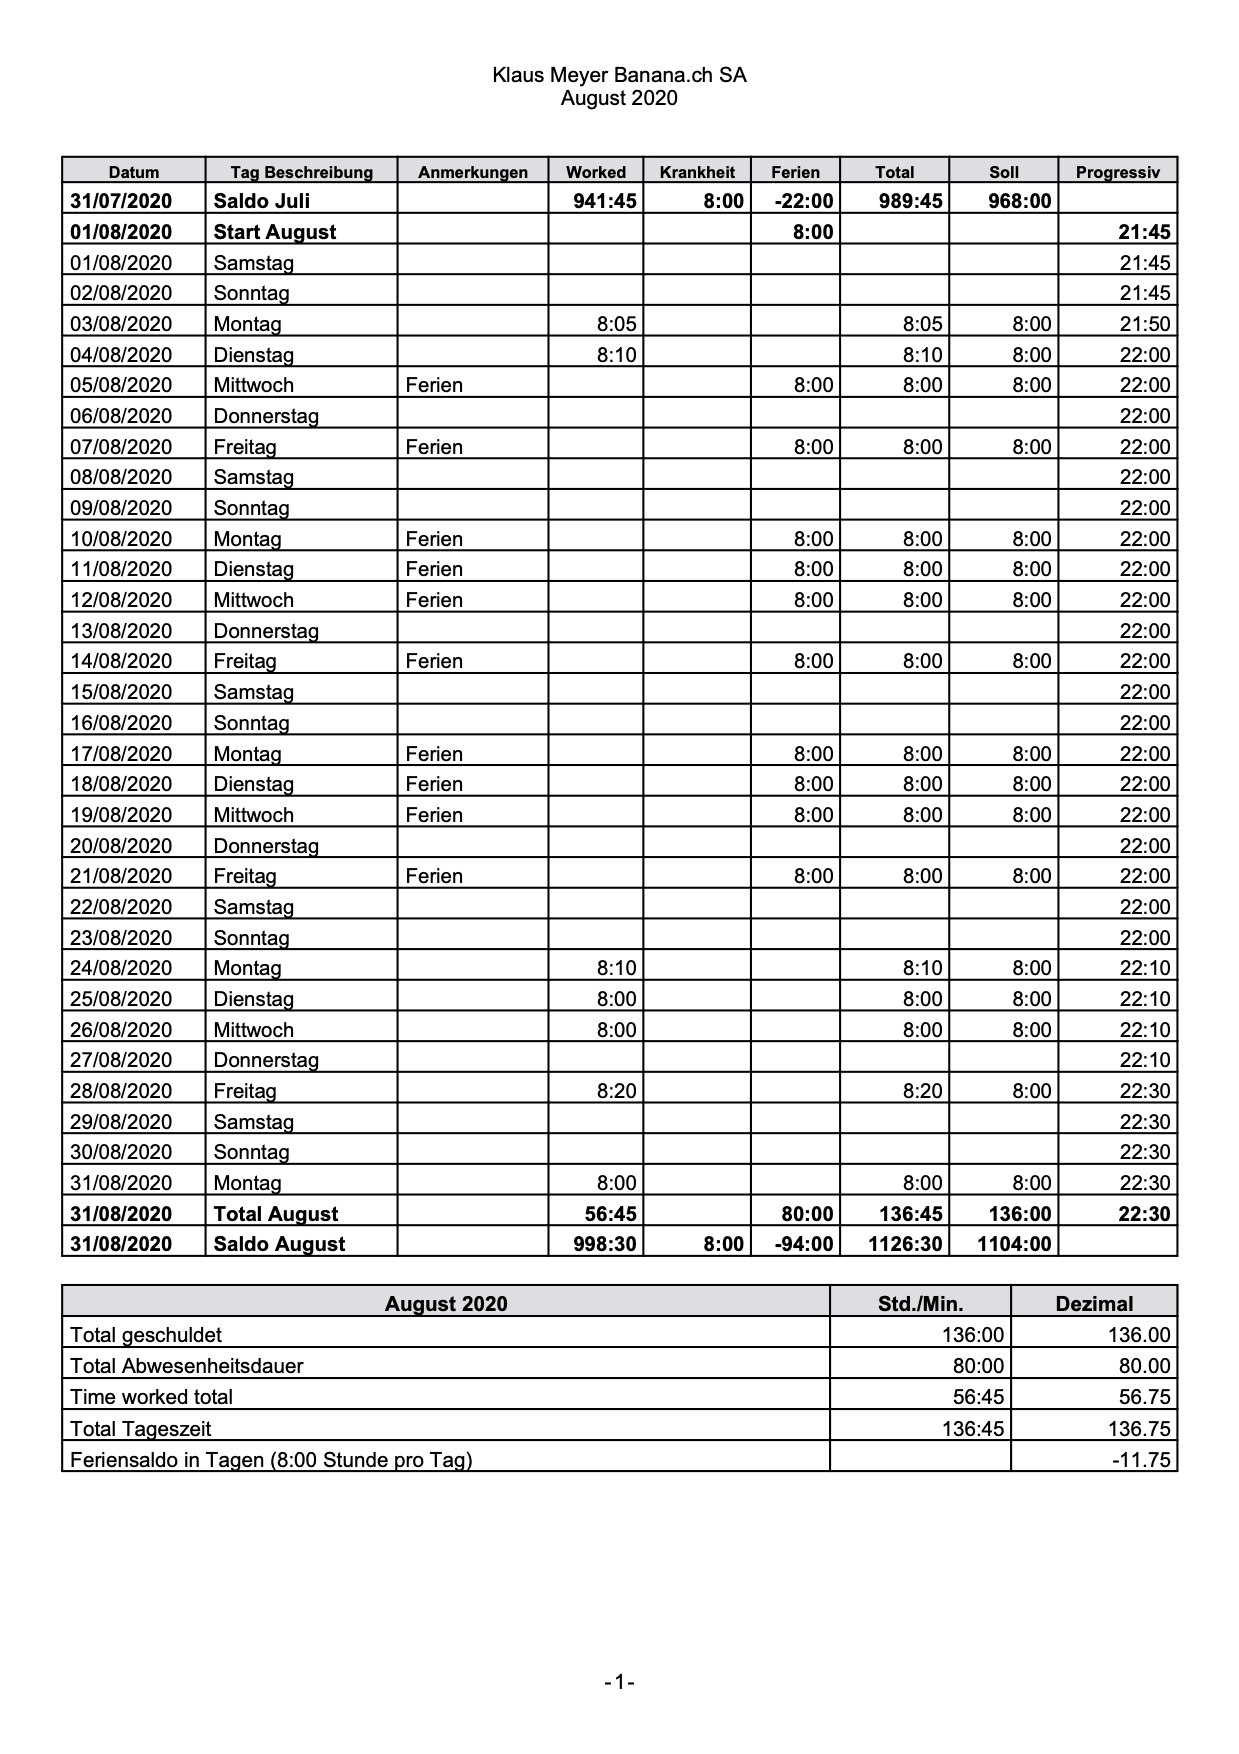 Klaus Meyer Banana.ch SA
August 2020
Datum Tag Beschreibung Anmerkungen Worked Krankheit Ferien Total Soll Progressiv
31/07/2020 Saldo Juli 941:45 8:00 -22:00 989:45 968:00
01/08/2020 Start August 8:00 21:45
01/08/2020 Samstag 21:45
02/08/2020 Sonntag 21:45
03/08/2020 Montag 8:05 8:05 8:00 21:50
04/08/2020 Dienstag 8:10 8:10 8:00 22:00
05/08/2020 Mittwoch Ferien 8:00 8:00 8:00 22:00
06/08/2020 Donnerstag 22:00
07/08/2020 Freitag Ferien 8:00 8:00 8:00 22:00
08/08/2020 Samstag 22:00
09/08/2020 Sonntag 22:00
10/08/2020 Montag Ferien 8:00 8:00 8:00 22:00
11/08/2020 Dienstag Ferien 8:00 8:00 8:00 22:00
12/08/2020 Mittwoch Ferien 8:00 8:00 8:00 22:00
13/08/2020 Donnerstag 22:00
14/08/2020 Freitag Ferien 8:00 8:00 8:00 22:00
15/08/2020 Samstag 22:00
16/08/2020 Sonntag 22:00
17/08/2020 Montag Ferien 8:00 8:00 8:00 22:00
18/08/2020 Dienstag Ferien 8:00 8:00 8:00 22:00
19/08/2020 Mittwoch Ferien 8:00 8:00 8:00 22:00
20/08/2020 Donnerstag 22:00
21/08/2020 Freitag Ferien 8:00 8:00 8:00 22:00
22/08/2020 Samstag 22:00
23/08/2020 Sonntag 22:00
24/08/2020 Montag 8:10 8:10 8:00 22:10
25/08/2020 Dienstag 8:00 8:00 8:00 22:10
26/08/2020 Mittwoch 8:00 8:00 8:00 22:10
27/08/2020 Donnerstag 22:10
28/08/2020 Freitag 8:20 8:20 8:00 22:30
29/08/2020 Samstag 22:30
30/08/2020 Sonntag 22:30
31/08/2020 Montag 8:00 8:00 8:00 22:30
31/08/2020 Total August 56:45 80:00 136:45 136:00 22:30
31/08/2020 Saldo August 998:30 8:00 -94:00 1126:30 1104:00
August 2020 Std./Min. Dezimal
Total geschuldet 136:00 136.00
Total Abwesenheitsdauer 80:00 80.00
Time worked total 56:45 56.75
Total Tageszeit 136:45 136.75
Feriensaldo in Tagen (8:00 Stunde pro Tag) -11.75
-1-